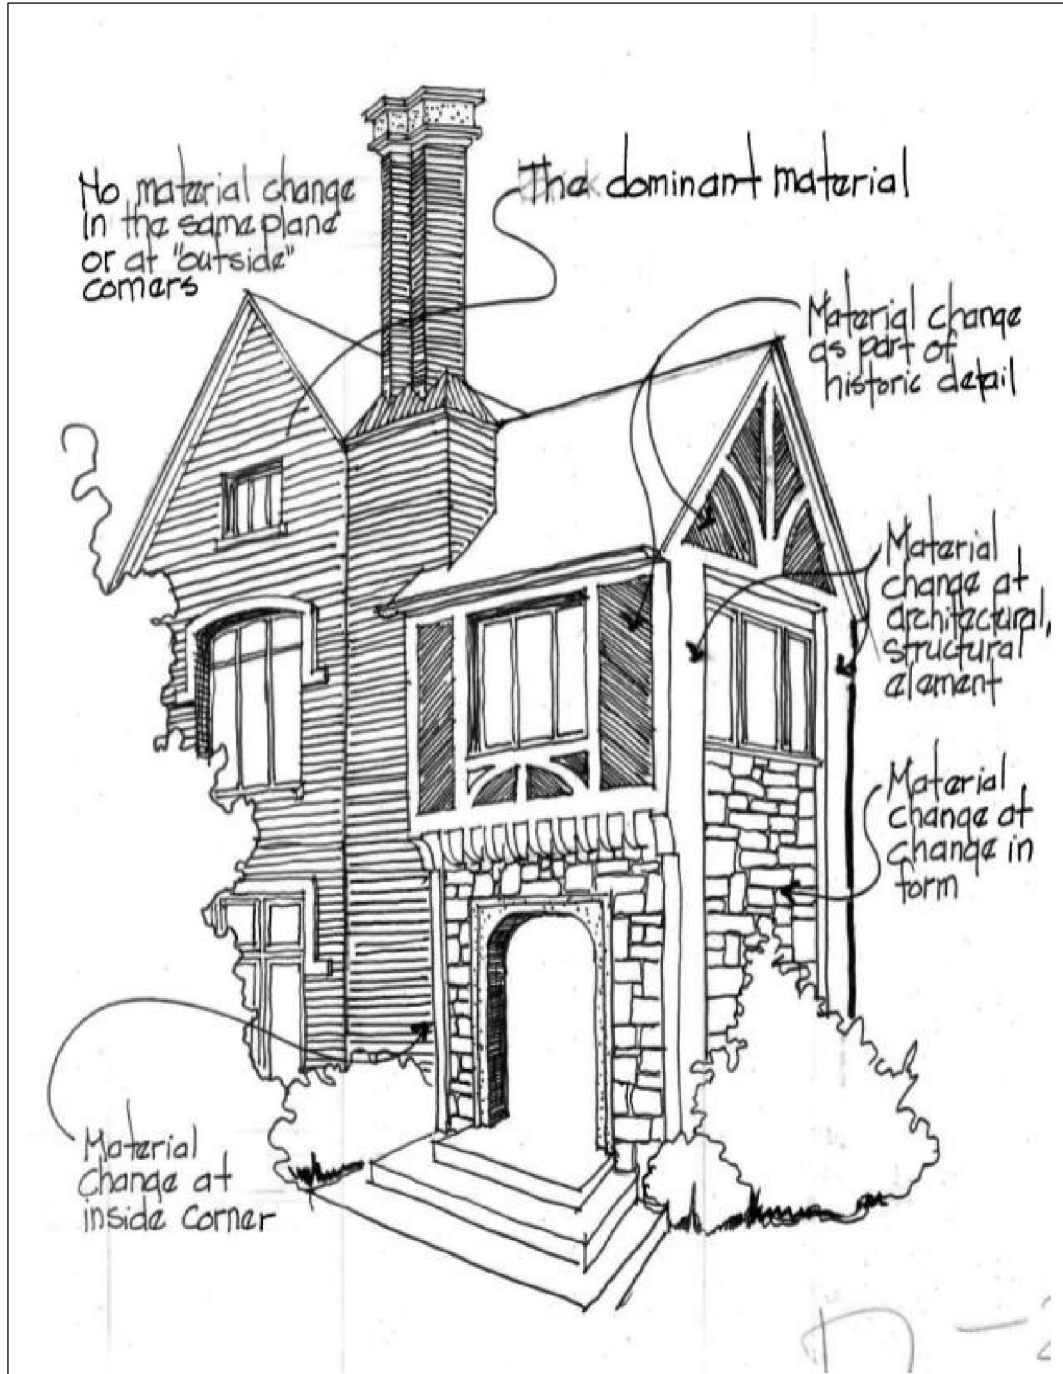 No material change
in the same plane
or at "outside"
corners
The dominant material
Material change
as part of
historic detail
Material
change at
architectural,
structural
element
Material
change at
change in
form
Material
change at
inside corner